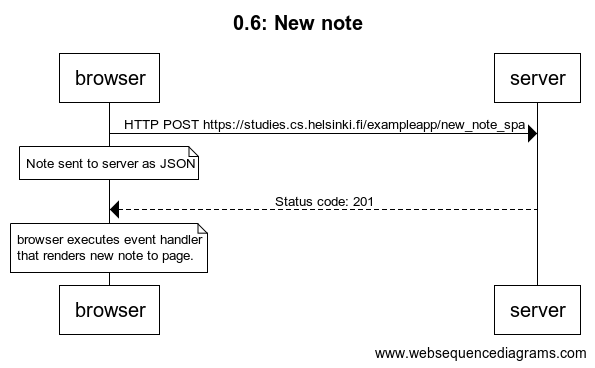 0.6: New note
browser
server
HTTP POST https://studies.cs.helsinki.fi/exampleapp/new_note_spa
Note sent to server as JSON
Status code: 201
browser executes event handler
that renders new note to page.
browser
server
www.websequencediagrams.com